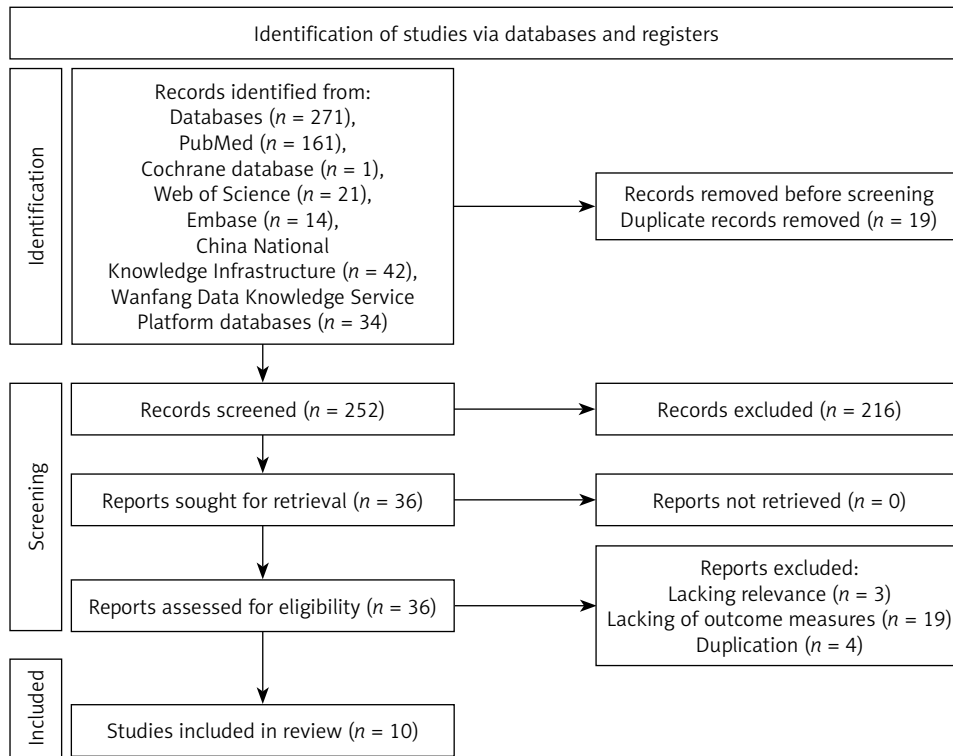 Identification of studies via databases and registers
Identification
Records identified from:
Databases (n = 271),
PubMed (n = 161),
Cochrane database (n = 1),
Web of Science (n = 21),
Embase (n = 14),
China National
Knowledge Infrastructure (n = 42),
Wanfang Data Knowledge Service
Platform databases (n = 34)
Records removed before screening
Duplicate records removed (n = 19)
Screening
Records screened (n = 252)
Records excluded (n = 216)
Reports sought for retrieval (n = 36)
Reports not retrieved (n = 0)
Reports assessed for eligibility (n = 36)
Reports excluded:
Lacking relevance (n = 3)
Lacking of outcome measures (n = 19)
Duplication (n = 4)
Included
Studies included in review (n = 10)